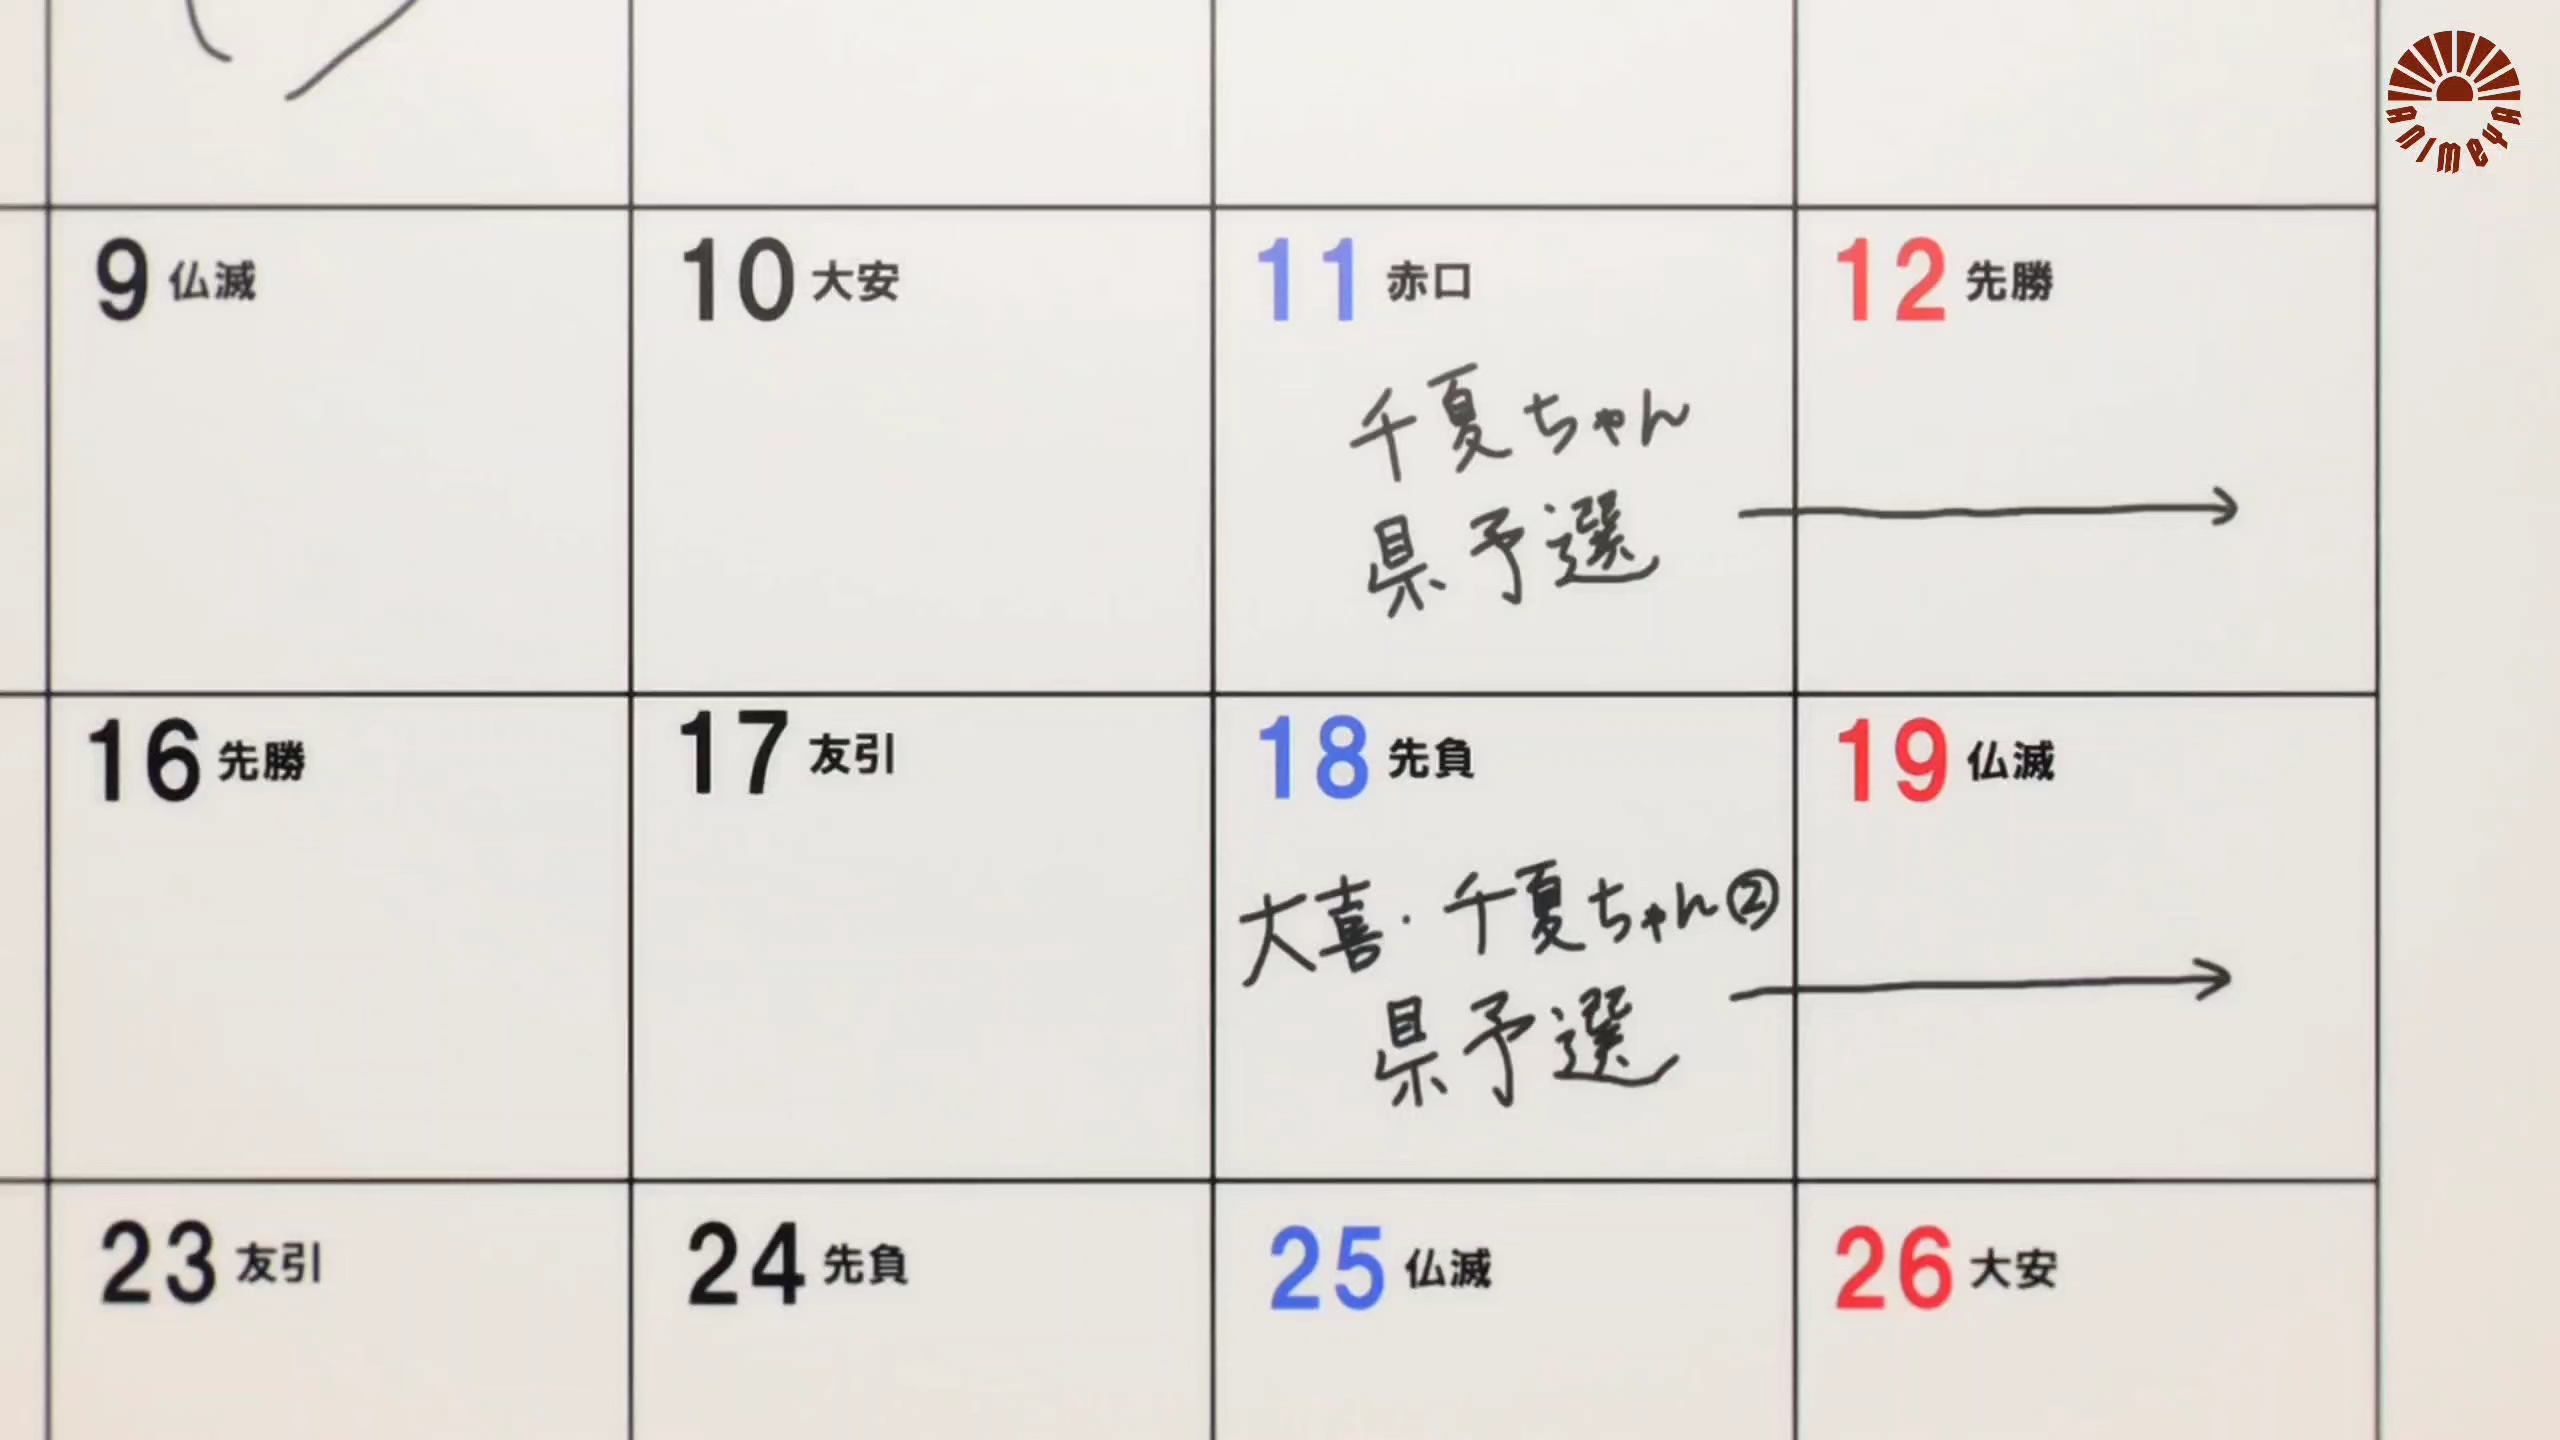 9 仏滅
10 大安
11 赤口
12 先勝
千夏ちゃん
県予選
16 先勝
17 友引
18 先負
19 仏滅
大喜・千夏ちゃん②
県予選
23 友引
24 先負
25 仏滅
26 大安
Animeya